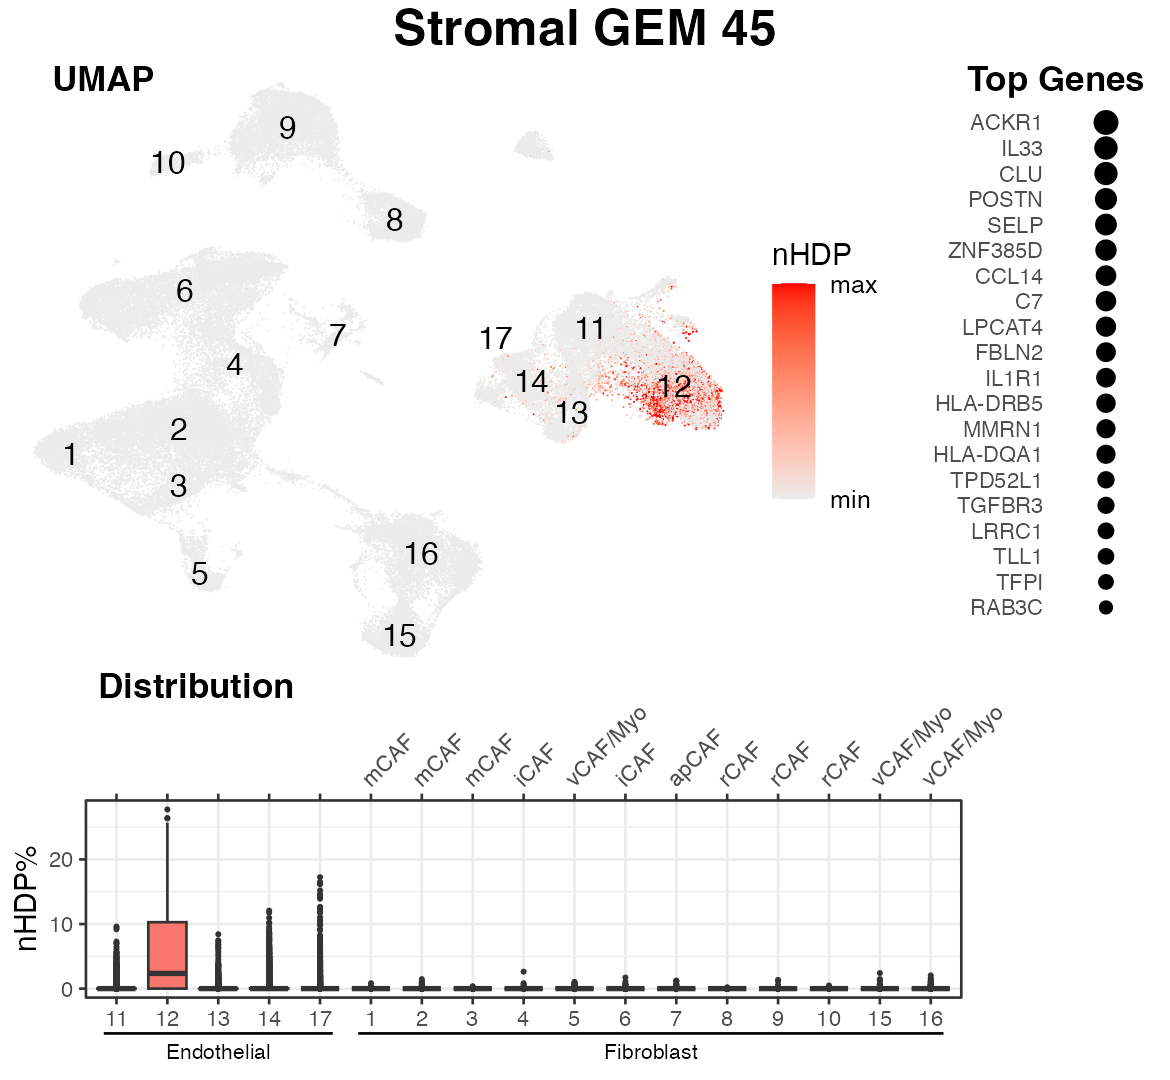 Stromal GEM 45
UMAP
9
10
8
6
7
4
2
1
3
5
16
15
17
11
14
12
13
nHDP
max
min
Top Genes
ACKR1
IL33
CLU
POSTN
SELP
ZNF385D
CCL14
C7
LPCAT4
FBLN2
IL1R1
HLA-DRB5
MMRN1
HLA-DQA1
TPD52L1
TGFBR3
LRRC1
TLL1
TFPI
RAB3C
Distribution
mCAF mCAF mCAF iCAF vCAF/Myo iCAF apCAF rCAF rCAF rCAF vCAF/Myo vCAF/Myo
nHDP%
20
10
0
11 12 13 14 17 1 2 3 4 5 6 7 8 9 10 15 16
Endothelial Fibroblast